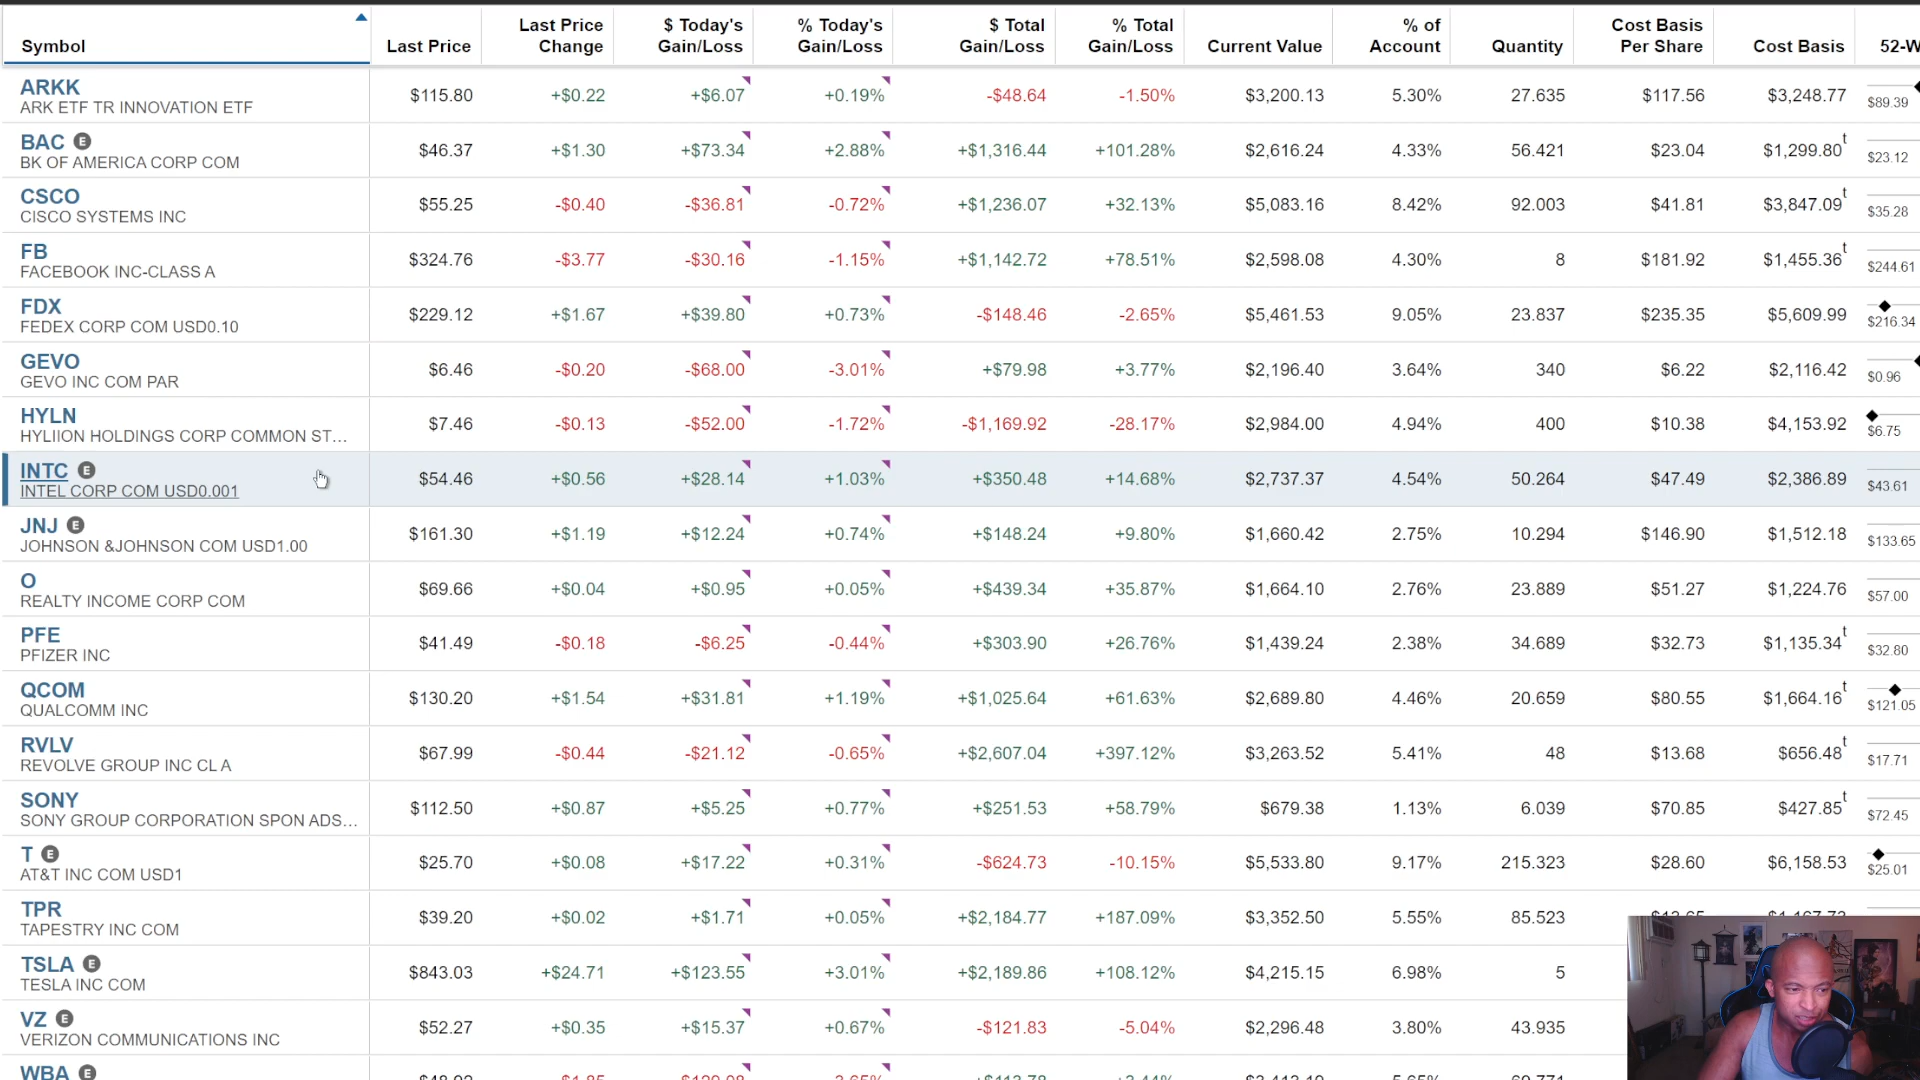 Symbol Last Price Last Price Change $ Today's Gain/Loss % Today's Gain/Loss $ Total Gain/Loss % Total Gain/Loss Current Value % of Account Quantity Cost Basis Per Share Cost Basis 52-W
ARKK
ARK ETF TR INNOVATION ETF
$115.80 +$0.22 +$6.07 +0.19% -$48.64 -1.50% $3,200.13 5.30% 27.635 $117.56 $3,248.77 $89.39
BAC E
BK OF AMERICA CORP COM
$46.37 +$1.30 +$73.34 +2.88% +$1,316.44 +101.28% $2,616.24 4.33% 56.421 $23.04 $1,299.80 t $23.12
CSCO
CISCO SYSTEMS INC
$55.25 -$0.40 -$36.81 -0.72% +$1,236.07 +32.13% $5,083.16 8.42% 92.003 $41.81 $3,847.09 t $35.28
FB
FACEBOOK INC-CLASS A
$324.76 -$3.77 -$30.16 -1.15% +$1,142.72 +78.51% $2,598.08 4.30% 8 $181.92 $1,455.36 t $244.61
FDX
FEDEX CORP COM USD0.10
$229.12 +$1.67 +$39.80 +0.73% -$148.46 -2.65% $5,461.53 9.05% 23.837 $235.35 $5,609.99 $216.34
GEVO
GEVO INC COM PAR
$6.46 -$0.20 -$68.00 -3.01% +$79.98 +3.77% $2,196.40 3.64% 340 $6.22 $2,116.42 $0.96
HYLN
HYLIION HOLDINGS CORP COMMON ST...
$7.46 -$0.13 -$52.00 -1.72% -$1,169.92 -28.17% $2,984.00 4.94% 400 $10.38 $4,153.92 $6.75
INTC E
INTEL CORP COM USD0.001
$54.46 +$0.56 +$28.14 +1.03% +$350.48 +14.68% $2,737.37 4.54% 50.264 $47.49 $2,386.89 $43.61
JNJ E
JOHNSON &JOHNSON COM USD1.00
$161.30 +$1.19 +$12.24 +0.74% +$148.24 +9.80% $1,660.42 2.75% 10.294 $146.90 $1,512.18 $133.65
O
REALTY INCOME CORP COM
$69.66 +$0.04 +$0.95 +0.05% +$439.34 +35.87% $1,664.10 2.76% 23.889 $51.27 $1,224.76 $57.00
PFE
PFIZER INC
$41.49 -$0.18 -$6.25 -0.44% +$303.90 +26.76% $1,439.24 2.38% 34.689 $32.73 $1,135.34 t $32.80
QCOM
QUALCOMM INC
$130.20 +$1.54 +$31.81 +1.19% +$1,025.64 +61.63% $2,689.80 4.46% 20.659 $80.55 $1,664.16 t $121.05
RVLV
REVOLVE GROUP INC CL A
$67.99 -$0.44 -$21.12 -0.65% +$2,607.04 +397.12% $3,263.52 5.41% 48 $13.68 $656.48 t $17.71
SONY
SONY GROUP CORPORATION SPON ADS...
$112.50 +$0.87 +$5.25 +0.77% +$251.53 +58.79% $679.38 1.13% 6.039 $70.85 $427.85 t $72.45
T E
AT&T INC COM USD1
$25.70 +$0.08 +$17.22 +0.31% -$624.73 -10.15% $5,533.80 9.17% 215.323 $28.60 $6,158.53 $25.01
TPR
TAPESTRY INC COM
$39.20 +$0.02 +$1.71 +0.05% +$2,184.77 +187.09% $3,352.50 5.55% 85.523
TSLA E
TESLA INC COM
$843.03 +$24.71 +$123.55 +3.01% +$2,189.86 +108.12% $4,215.15 6.98% 5
VZ E
VERIZON COMMUNICATIONS INC
$52.27 +$0.35 +$15.37 +0.67% -$121.83 -5.04% $2,296.48 3.80% 43.935
WBA E